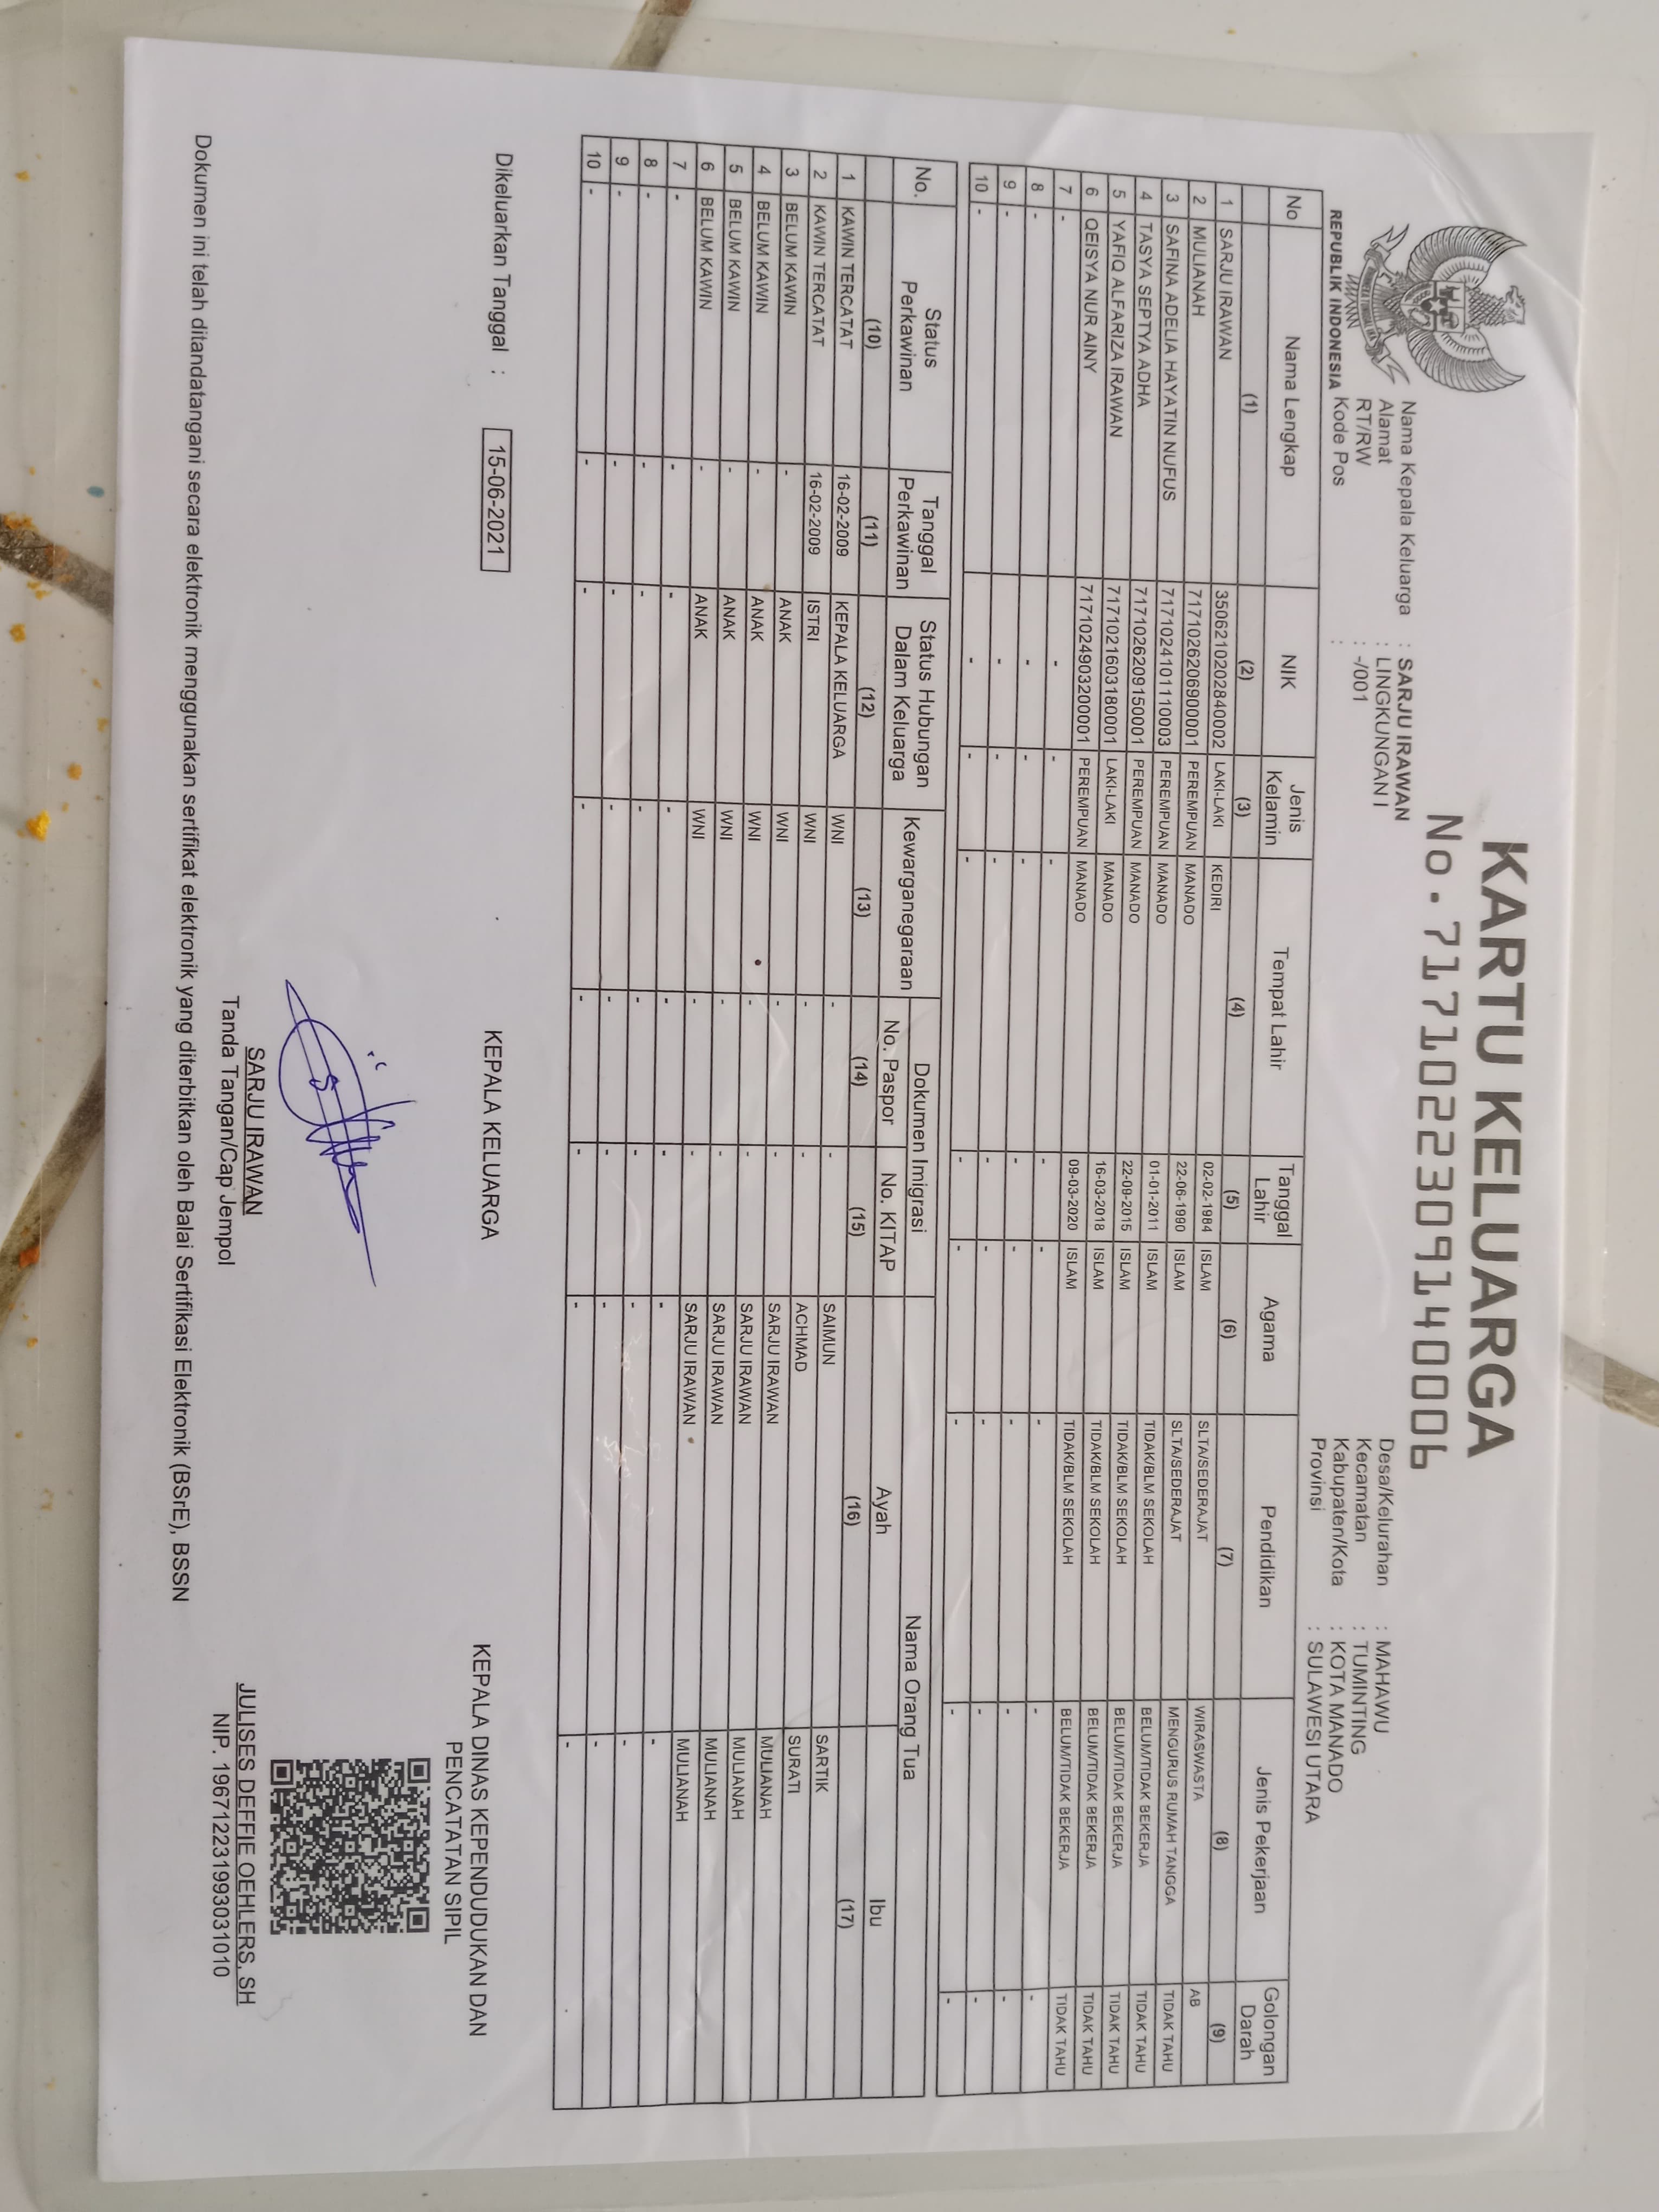 KARTU KELUARGA
No. 7171022309140006
REPUBLIK INDONESIA
Nama Kepala Keluarga : SARJU IRAWAN
Alamat : LINGKUNGAN I
RT/RW : -/001
Kode Pos :
Desa/Kelurahan : MAHAWU
Kecamatan : TUMINTING
Kabupaten/Kota : KOTA MANADO
Provinsi : SULAWESI UTARA
No Nama Lengkap NIK Jenis Kelamin Tempat Lahir Tanggal Lahir Agama Pendidikan Jenis Pekerjaan Golongan Darah
(1) (2) (3) (4) (5) (6) (7) (8) (9)
1 SARJU IRAWAN 3506210202840002 LAKI-LAKI KEDIRI 02-02-1984 ISLAM SLTA/SEDERAJAT WIRASWASTA AB
2 MULIANAH 7171026206900001 PEREMPUAN MANADO 22-06-1990 ISLAM SLTA/SEDERAJAT MENGURUS RUMAH TANGGA TIDAK TAHU
3 SAFINA ADELIA HAYATIN NUFUS 7171024101110003 PEREMPUAN MANADO 01-01-2011 ISLAM TIDAK/BLM SEKOLAH BELUM/TIDAK BEKERJA TIDAK TAHU
4 TASYA SEPTYA ADHA 7171026209150001 PEREMPUAN MANADO 22-09-2015 ISLAM TIDAK/BLM SEKOLAH BELUM/TIDAK BEKERJA TIDAK TAHU
5 YAFIQ ALFARIZA IRAWAN 7171021603180001 LAKI-LAKI MANADO 16-03-2018 ISLAM TIDAK/BLM SEKOLAH BELUM/TIDAK BEKERJA TIDAK TAHU
6 QEISYA NUR AINY 7171024903200001 PEREMPUAN MANADO 09-03-2020 ISLAM TIDAK/BLM SEKOLAH BELUM/TIDAK BEKERJA TIDAK TAHU
7 - - - - - - - - -
8 - - - - - - - - -
9 - - - - - - - - -
10 - - - - - - - - -
No. Status Perkawinan Tanggal Perkawinan Status Hubungan Dalam Keluarga Kewarganegaraan Dokumen Imigrasi Nama Orang Tua
No. Paspor No. KITAP Ayah Ibu
(10) (11) (12) (13) (14) (15) (16) (17)
1 KAWIN TERCATAT 16-02-2009 KEPALA KELUARGA WNI - - SAIMUN SARTIK
2 KAWIN TERCATAT 16-02-2009 ISTRI WNI - - ACHMAD SURATI
3 BELUM KAWIN - ANAK WNI - - SARJU IRAWAN MULIANAH
4 BELUM KAWIN - ANAK WNI - - SARJU IRAWAN MULIANAH
5 BELUM KAWIN - ANAK WNI - - SARJU IRAWAN MULIANAH
6 BELUM KAWIN - ANAK WNI - - SARJU IRAWAN MULIANAH
7 - - - - - - - -
8 - - - - - - - -
9 - - - - - - - -
10 - - - - - - - -
Dikeluarkan Tanggal : 15-06-2021
KEPALA KELUARGA
SARJU IRAWAN
Tanda Tangan/Cap Jempol
KEPALA DINAS KEPENDUDUKAN DAN
PENCATATAN SIPIL
JULISES DEFFIE OEHLERS, SH
NIP. 196712231993031010
Dokumen ini telah ditandatangani secara elektronik menggunakan sertifikat elektronik yang diterbitkan oleh Balai Sertifikasi Elektronik (BSrE), BSSN